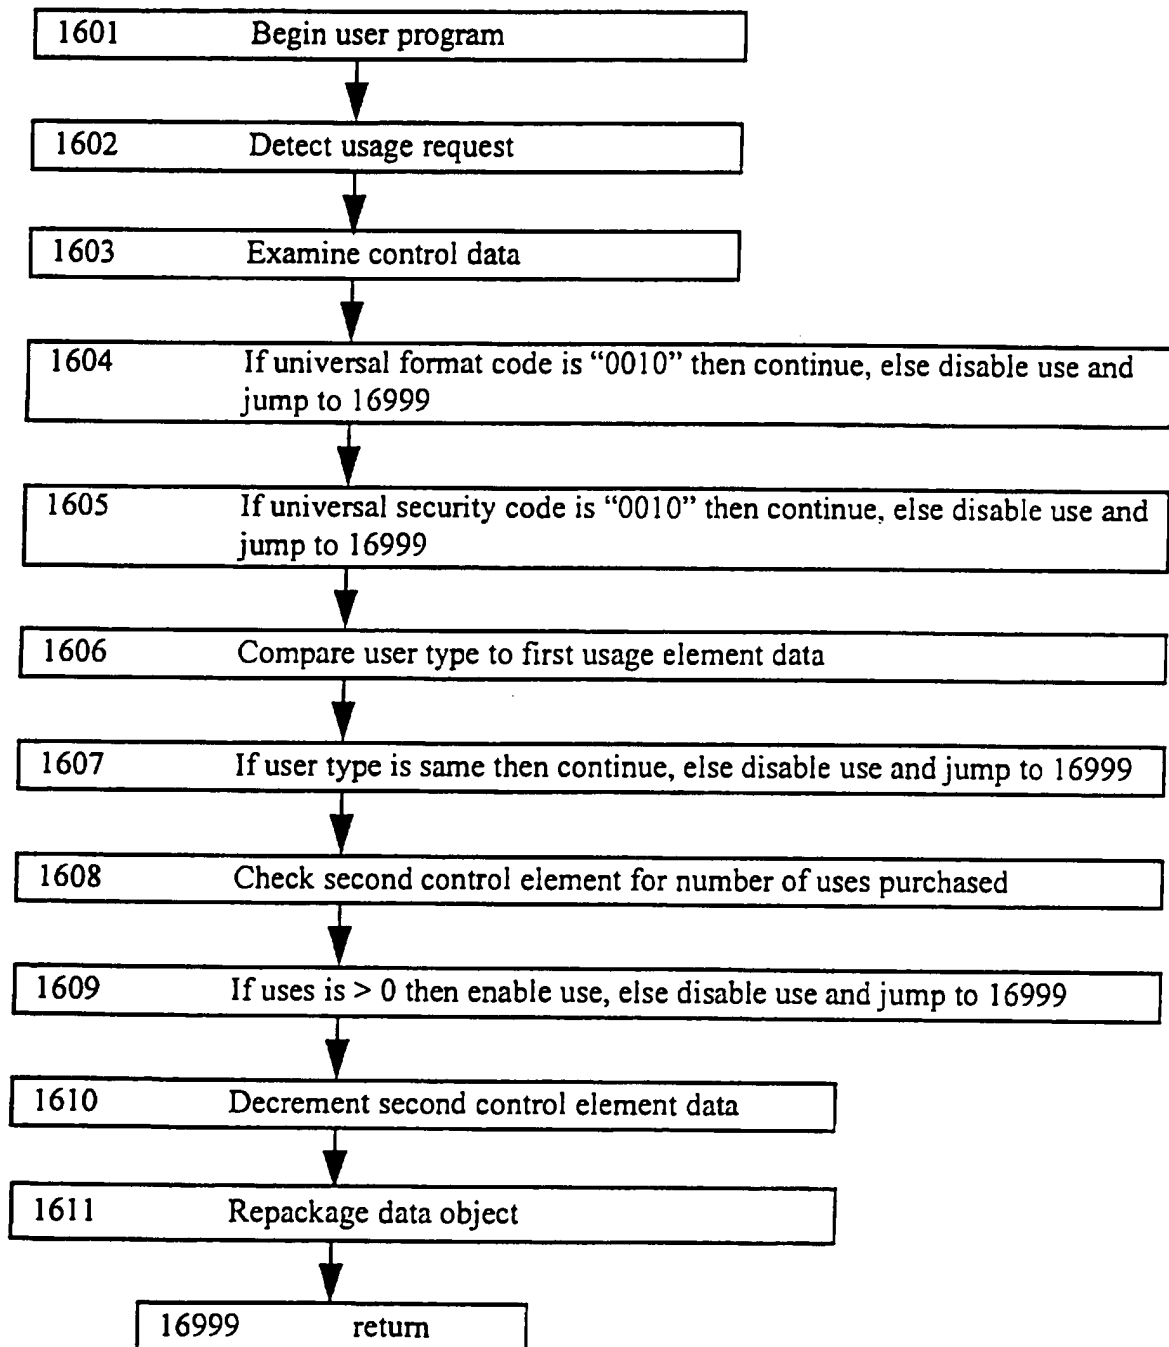 1601 Begin user program
1602 Detect usage request
1603 Examine control data
1604 If universal format code is “0010” then continue, else disable use and
jump to 16999
1605 If universal security code is “0010” then continue, else disable use and
jump to 16999
1606 Compare user type to first usage element data
1607 If user type is same then continue, else disable use and jump to 16999
1608 Check second control element for number of uses purchased
1609 If uses is > 0 then enable use, else disable use and jump to 16999
1610 Decrement second control element data
1611 Repackage data object
16999 return